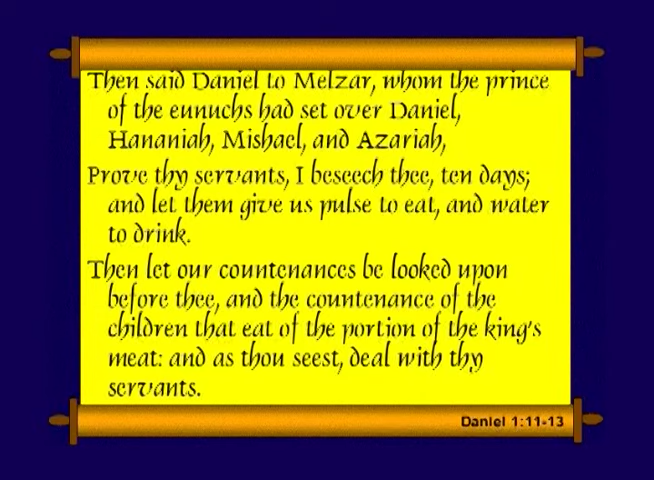 Then said Daniel to Melzar, whom the prince
of the eunuchs had set over Daniel,
Hananiah, Mishael, and Azariah,
Prove thy servants, I beseech thee, ten days;
and let them give us pulse to eat, and water
to drink.
Then let our countenances be looked upon
before thee, and the countenance of the
children that eat of the portion of the king's
meat: and as thou seest, deal with thy
servants.
Daniel 1:11-13